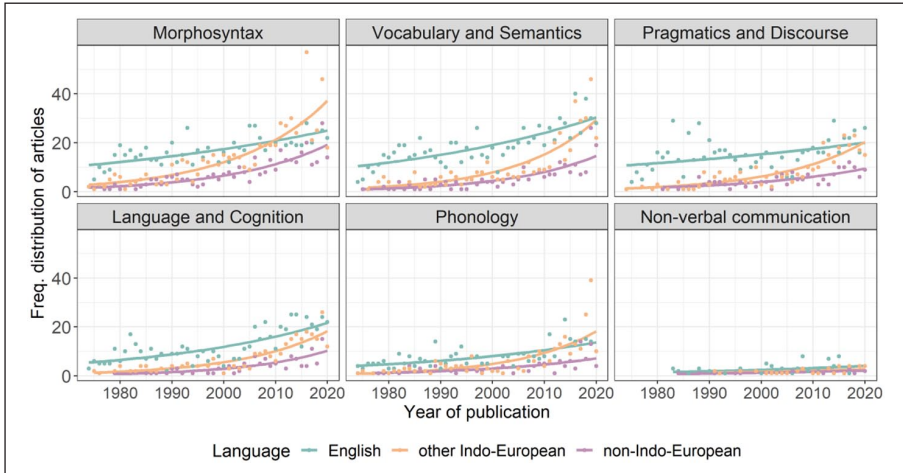 Morphosyntax
Vocabulary and Semantics
Pragmatics and Discourse
40
20
0
Language and Cognition
Phonology
Non-verbal communication
40
20
0
1980 1990 2000 2010 2020
1980 1990 2000 2010 2020
1980 1990 2000 2010 2020
Freq. distribution of articles
Year of publication
Language English other Indo-European non-Indo-European